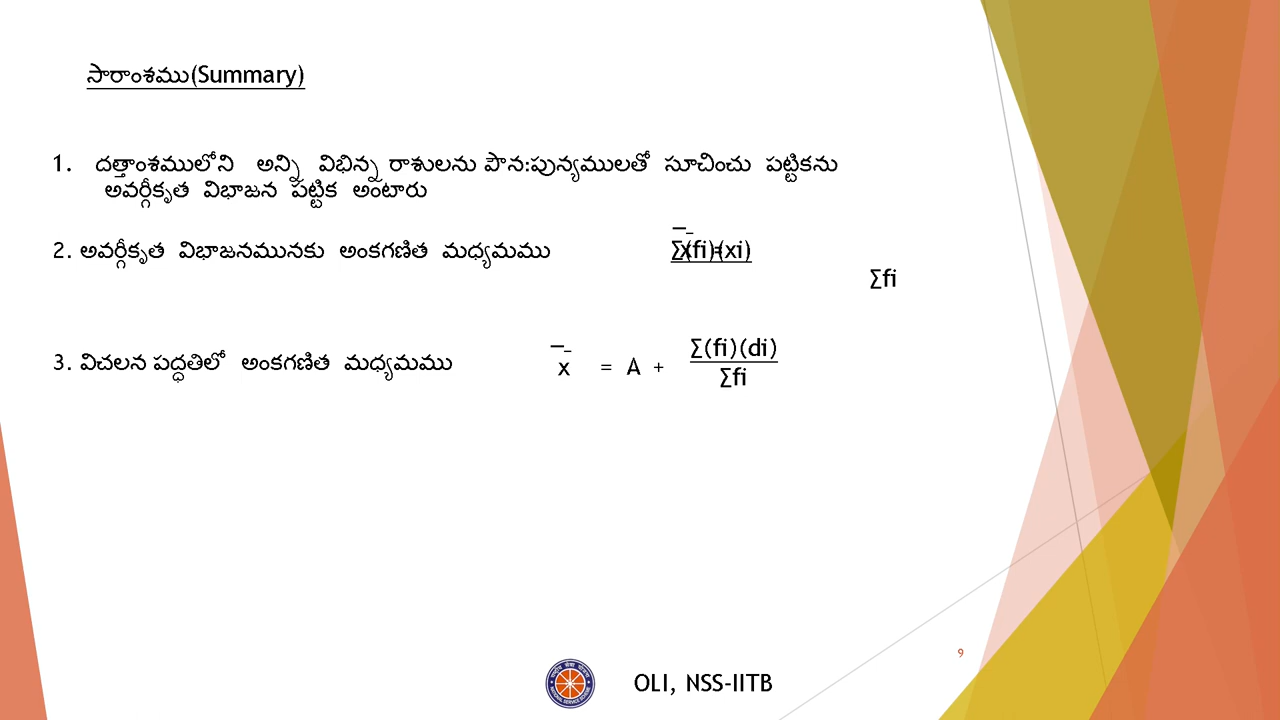 సారాంశము(Summary)
1. దత్తాంశములోని అన్ని విభిన్న రాశులను పౌన:పున్యములతో సూచించు పట్టికను
అవర్గీకృత విభాజన పట్టిక అంటారు
2. అవర్గీకృత విభాజనమునకు అంకగణిత మధ్యమము x̄ = ∑(fi)(xi)
∑fi
3. విచలన పద్ధతిలో అంకగణిత మధ్యమము x̄ = A + ∑(fi)(di)
∑fi
9
OLI, NSS-IITB